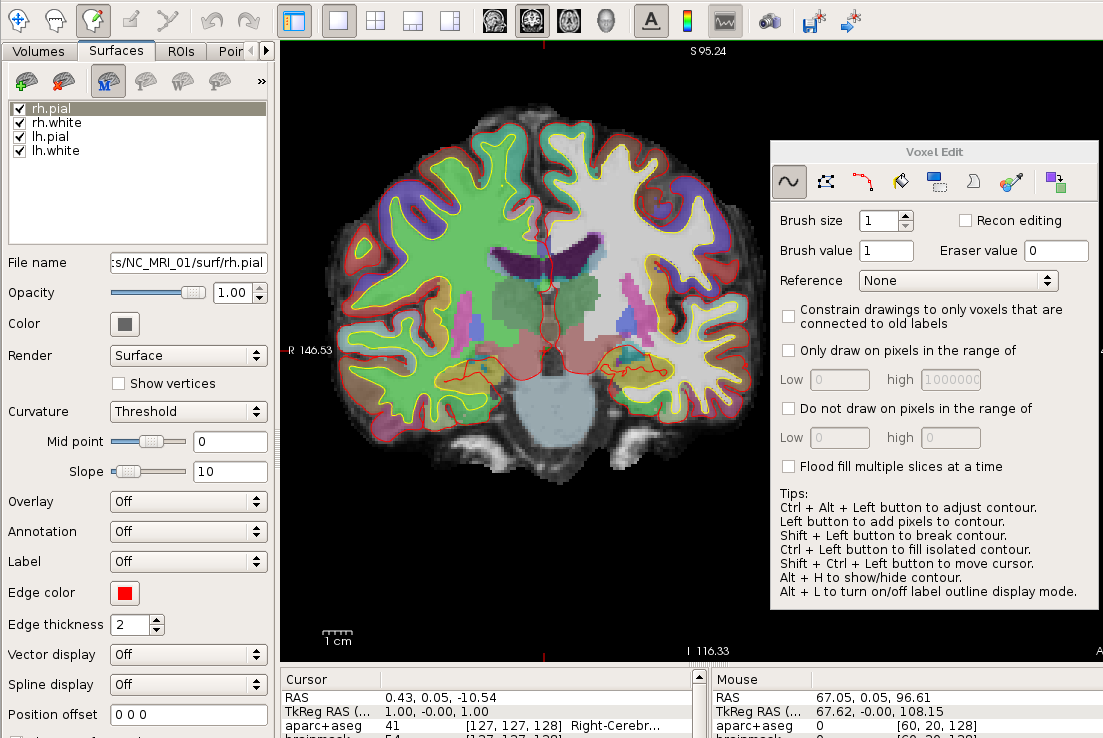 A
Volumes Surfaces ROIs Poir
M I W P »
rh.pial
rh.white
lh.pial
lh.white
File name :s/NC_MRI_01/surf/rh.pial
Opacity 1.00
Color
Render Surface
Show vertices
Curvature Threshold
Mid point 0
Slope 10
Overlay Off
Annotation Off
Label Off
Edge color
Edge thickness 2
Vector display Off
Spline display Off
Position offset 0 0 0
S 95.24
R 146.53
1 cm
I 116.33
A
Voxel Edit
Brush size 1 Recon editing
Brush value 1 Eraser value 0
Reference None
Constrain drawings to only voxels that are
connected to old labels
Only draw on pixels in the range of
Low 0 high 1000000
Do not draw on pixels in the range of
Low 0 high 0
Flood fill multiple slices at a time
Tips:
Ctrl + Alt + Left button to adjust contour.
Left button to add pixels to contour.
Shift + Left button to break contour.
Ctrl + Left button to fill isolated contour.
Shift + Ctrl + Left button to move cursor.
Alt + H to show/hide contour.
Alt + L to turn on/off label outline display mode.
Cursor
RAS 0.43, 0.05, -10.54
TkReg RAS (... 1.00, -0.00, 1.00
aparc+aseg 41 [127, 127, 128] Right-Cerebr...
Mouse
RAS 67.05, 0.05, 96.61
TkReg RAS (... 67.62, -0.00, 108.15
aparc+aseg 0 [60, 20, 128]